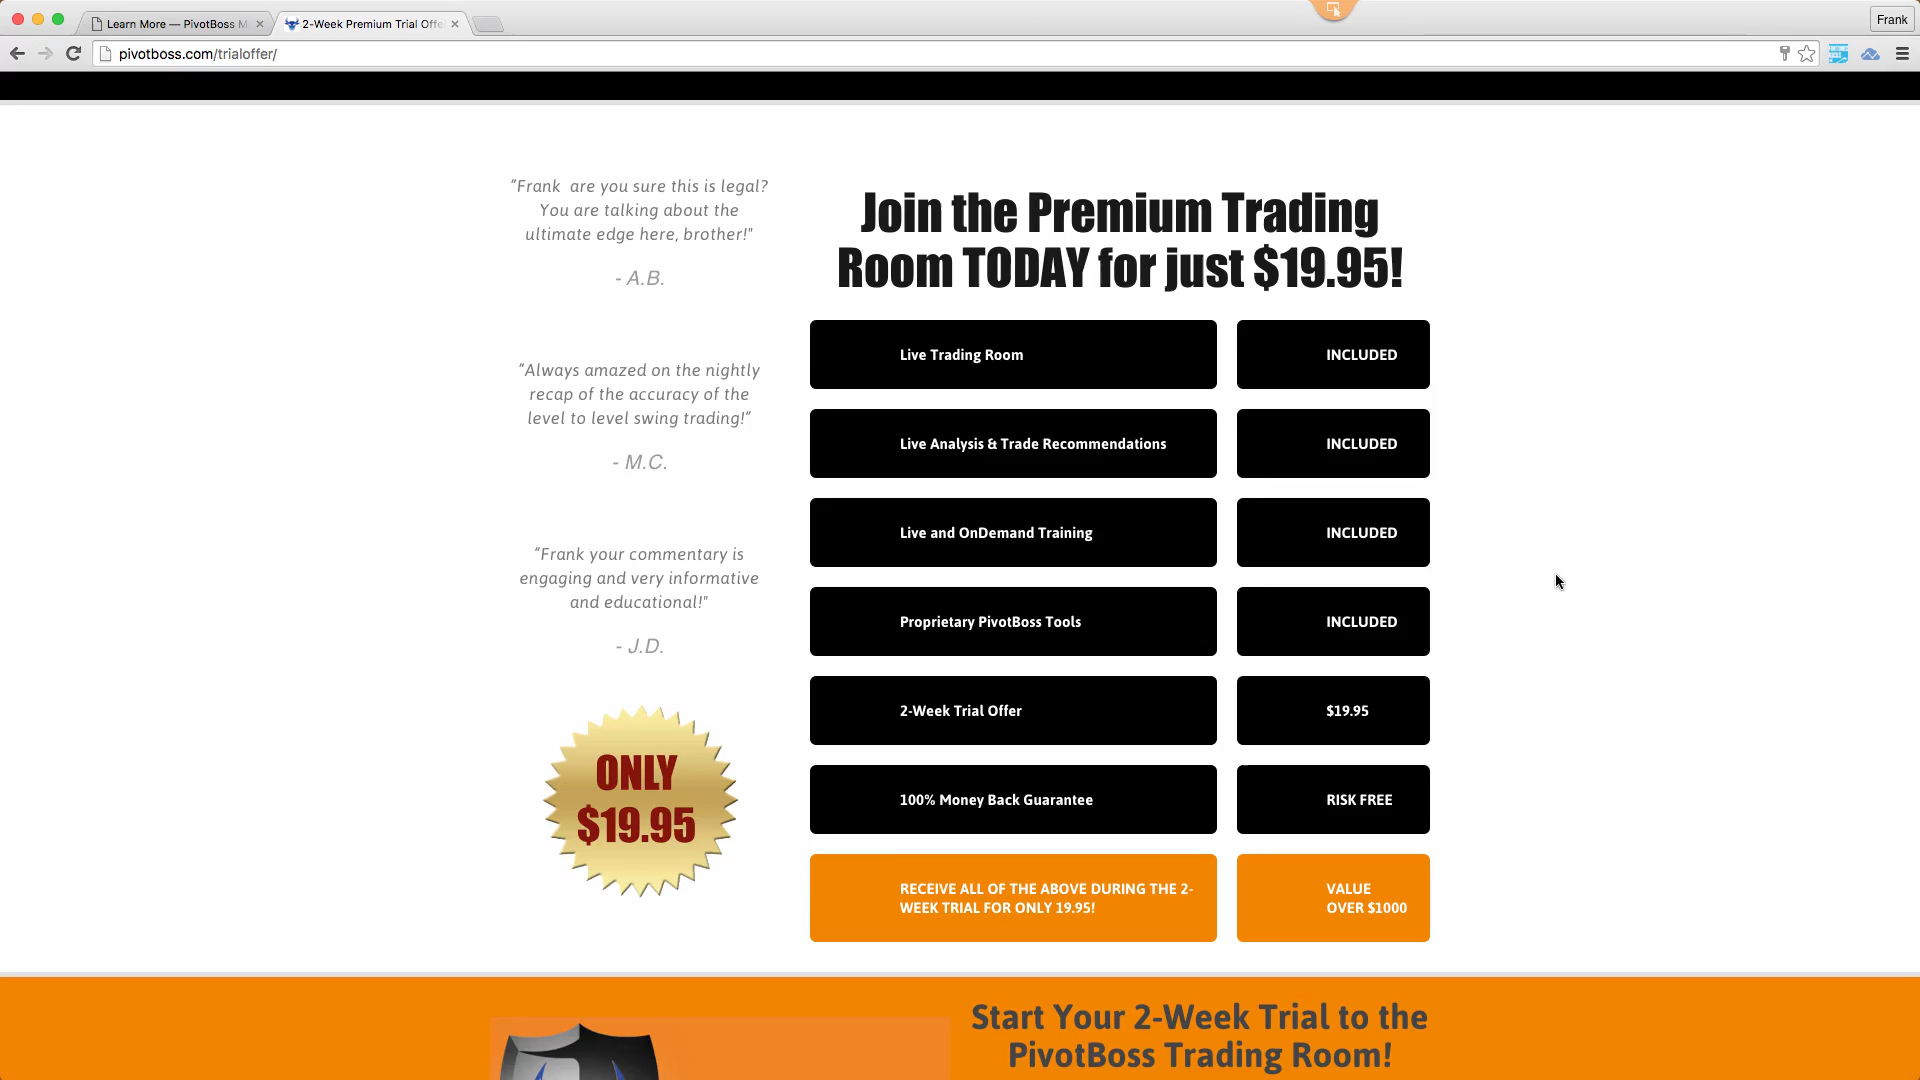 Learn More — PivotBoss M
2-Week Premium Trial Offe
Frank
pivotboss.com/trialoffer/
“Frank are you sure this is legal?
You are talking about the
ultimate edge here, brother!"
- A.B.
“Always amazed on the nightly
recap of the accuracy of the
level to level swing trading!”
- M.C.
“Frank your commentary is
engaging and very informative
and educational!"
- J.D.
ONLY
$19.95
Join the Premium Trading
Room TODAY for just $19.95!
Live Trading Room INCLUDED
Live Analysis & Trade Recommendations INCLUDED
Live and OnDemand Training INCLUDED
Proprietary PivotBoss Tools INCLUDED
2-Week Trial Offer $19.95
100% Money Back Guarantee RISK FREE
RECEIVE ALL OF THE ABOVE DURING THE 2-
WEEK TRIAL FOR ONLY 19.95!
VALUE
OVER $1000
Start Your 2-Week Trial to the
PivotBoss Trading Room!